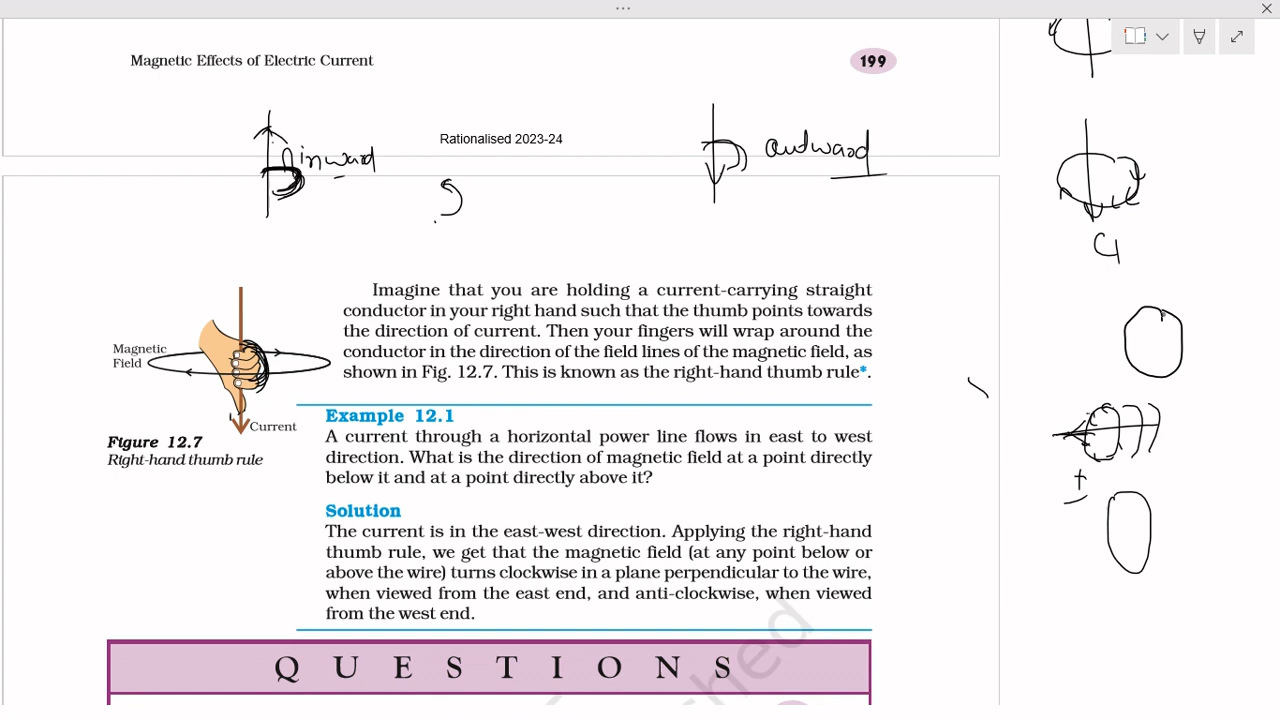 Magnetic Effects of Electric Current
199
Rationalised 2023-24
inward
outward
Imagine that you are holding a current-carrying straight
conductor in your right hand such that the thumb points towards
the direction of current. Then your fingers will wrap around the
conductor in the direction of the field lines of the magnetic field, as
shown in Fig. 12.7. This is known as the right-hand thumb rule*.
Magnetic
Field
Current
Figure 12.7
Right-hand thumb rule
Example 12.1
A current through a horizontal power line flows in east to west
direction. What is the direction of magnetic field at a point directly
below it and at a point directly above it?
Solution
The current is in the east-west direction. Applying the right-hand
thumb rule, we get that the magnetic field (at any point below or
above the wire) turns clockwise in a plane perpendicular to the wire,
when viewed from the east end, and anti-clockwise, when viewed
from the west end.
QUESTIONS